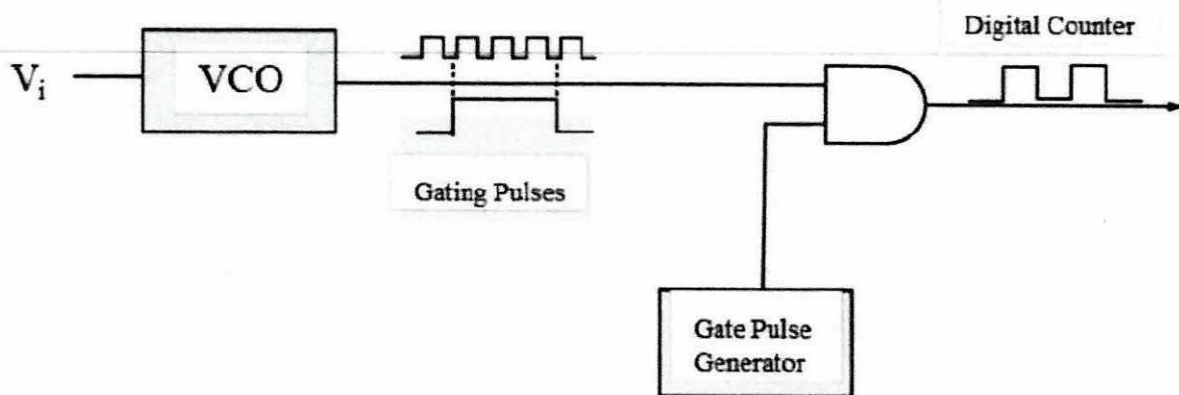 Digital Counter
Vi
VCO
Gating Pulses
Gate Pulse
Generator